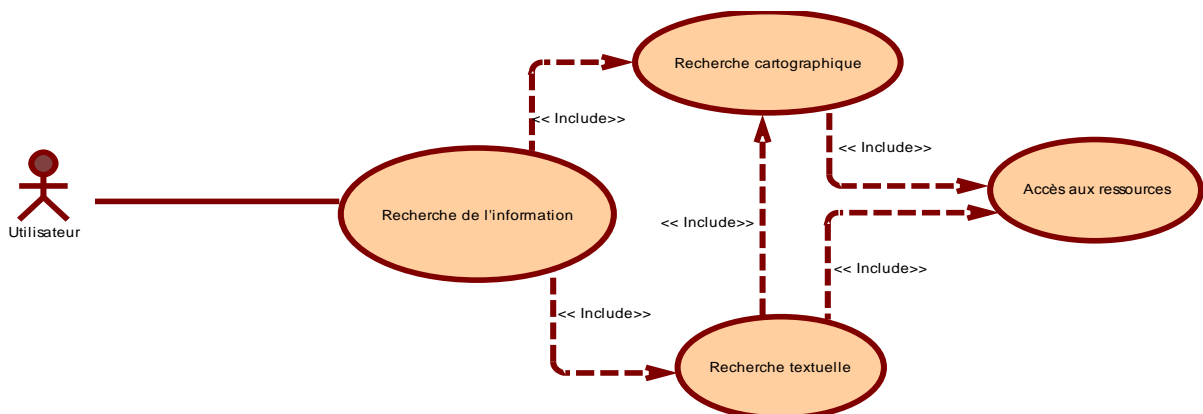 Recherche cartographique
<< Include>>
<< Include>>
Accès aux ressources
Recherche de l'information
<< Include>>
Utilisateur
<< Include>>
<< Include>>
Recherche textuelle